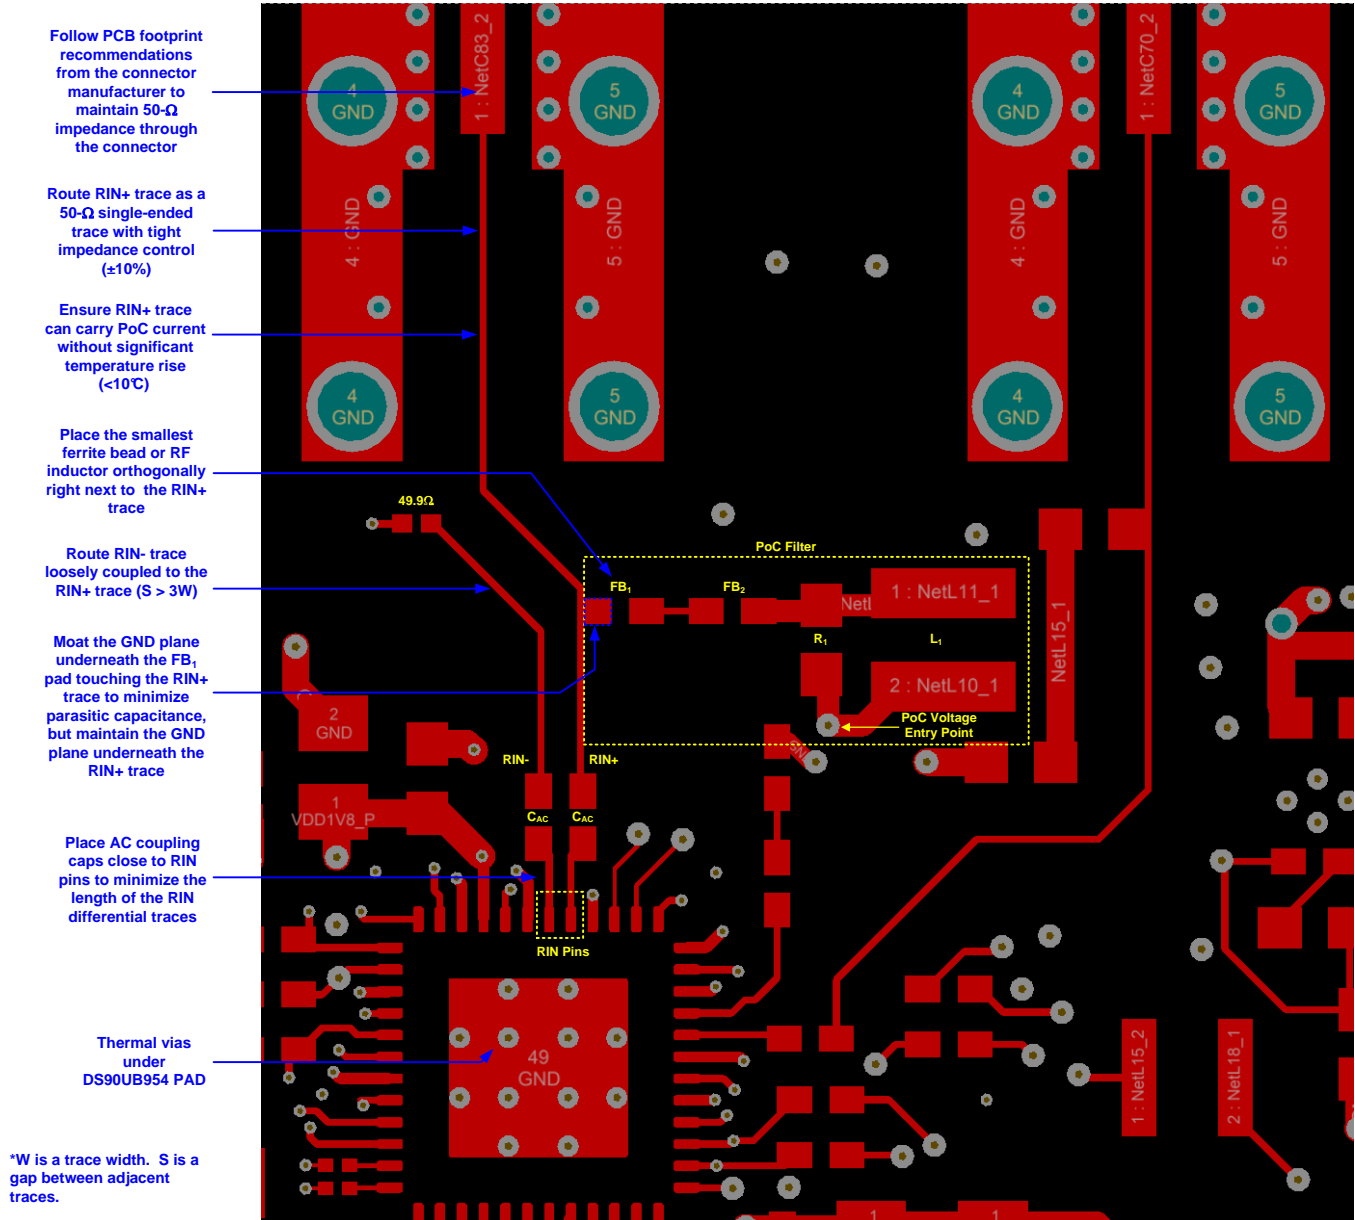 Follow PCB footprint
recommendations
from the connector
manufacturer to
maintain 50-Ω
impedance through
the connector
Route RIN+ trace as a
50-Ω single-ended
trace with tight
impedance control
(±10%)
Ensure RIN+ trace
can carry PoC current
without significant
temperature rise
(<10℃)
Place the smallest
ferrite bead or RF
inductor orthogonally
right next to the RIN+
trace
Route RIN- trace
loosely coupled to the
RIN+ trace (S > 3W)
Moat the GND plane
underneath the FB₁
pad touching the RIN+
trace to minimize
parasitic capacitance,
but maintain the GND
plane underneath the
RIN+ trace
Place AC coupling
caps close to RIN
pins to minimize the
length of the RIN
differential traces
Thermal vias
under
DS90UB954 PAD
*W is a trace width. S is a
gap between adjacent
traces.
1 : NetC83_2
1 : NetC70_2
4
GND
5
GND
4
GND
5
GND
4 : GND
5 : GND
4 : GND
5 : GND
4
GND
5
GND
4
GND
5
GND
49.9Ω
PoC Filter
FB₁
FB₂
NetL
1 : NetL11_1
R₁
L₁
2 : NetL10_1
PoC Voltage
Entry Point
NetL15_1
2
GND
1
VDD1V8_P
RIN-
RIN+
C_AC
C_AC
RIN Pins
49
GND
1 : NetL15_2
2 : NetL18_1
1
1